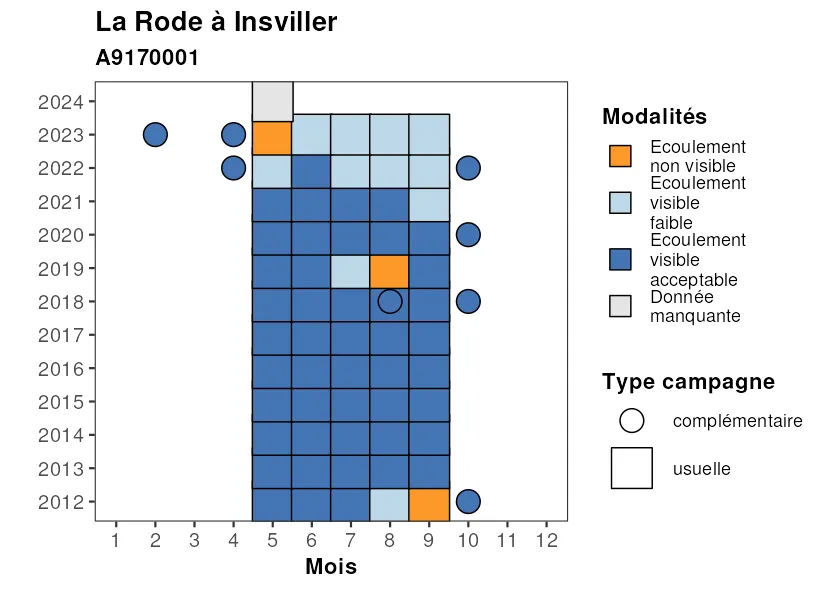 La Rode à Insviller
A9170001
2024
2023
2022
2021
2020
2019
2018
2017
2016
2015
2014
2013
2012
1 2 3 4 5 6 7 8 9 10 11 12
Mois
Modalités
Ecoulement
non visible
Ecoulement
visible
faible
Ecoulement
visible
acceptable
Donnée
manquante
Type campagne
complémentaire
usuelle